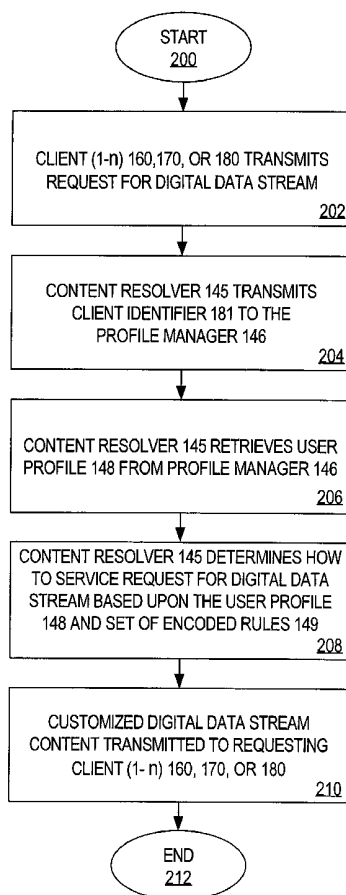 START
200
CLIENT (1-n) 160,170, OR 180 TRANSMITS
REQUEST FOR DIGITAL DATA STREAM
202
CONTENT RESOLVER 145 TRANSMITS
CLIENT IDENTIFIER 181 TO THE
PROFILE MANAGER 146
204
CONTENT RESOLVER 145 RETRIEVES USER
PROFILE 148 FROM PROFILE MANAGER 146
206
CONTENT RESOLVER 145 DETERMINES HOW
TO SERVICE REQUEST FOR DIGITAL DATA
STREAM BASED UPON THE USER PROFILE
148 AND SET OF ENCODED RULES 149
208
CUSTOMIZED DIGITAL DATA STREAM
CONTENT TRANSMITTED TO REQUESTING
CLIENT (1- n) 160, 170, OR 180
210
END
212